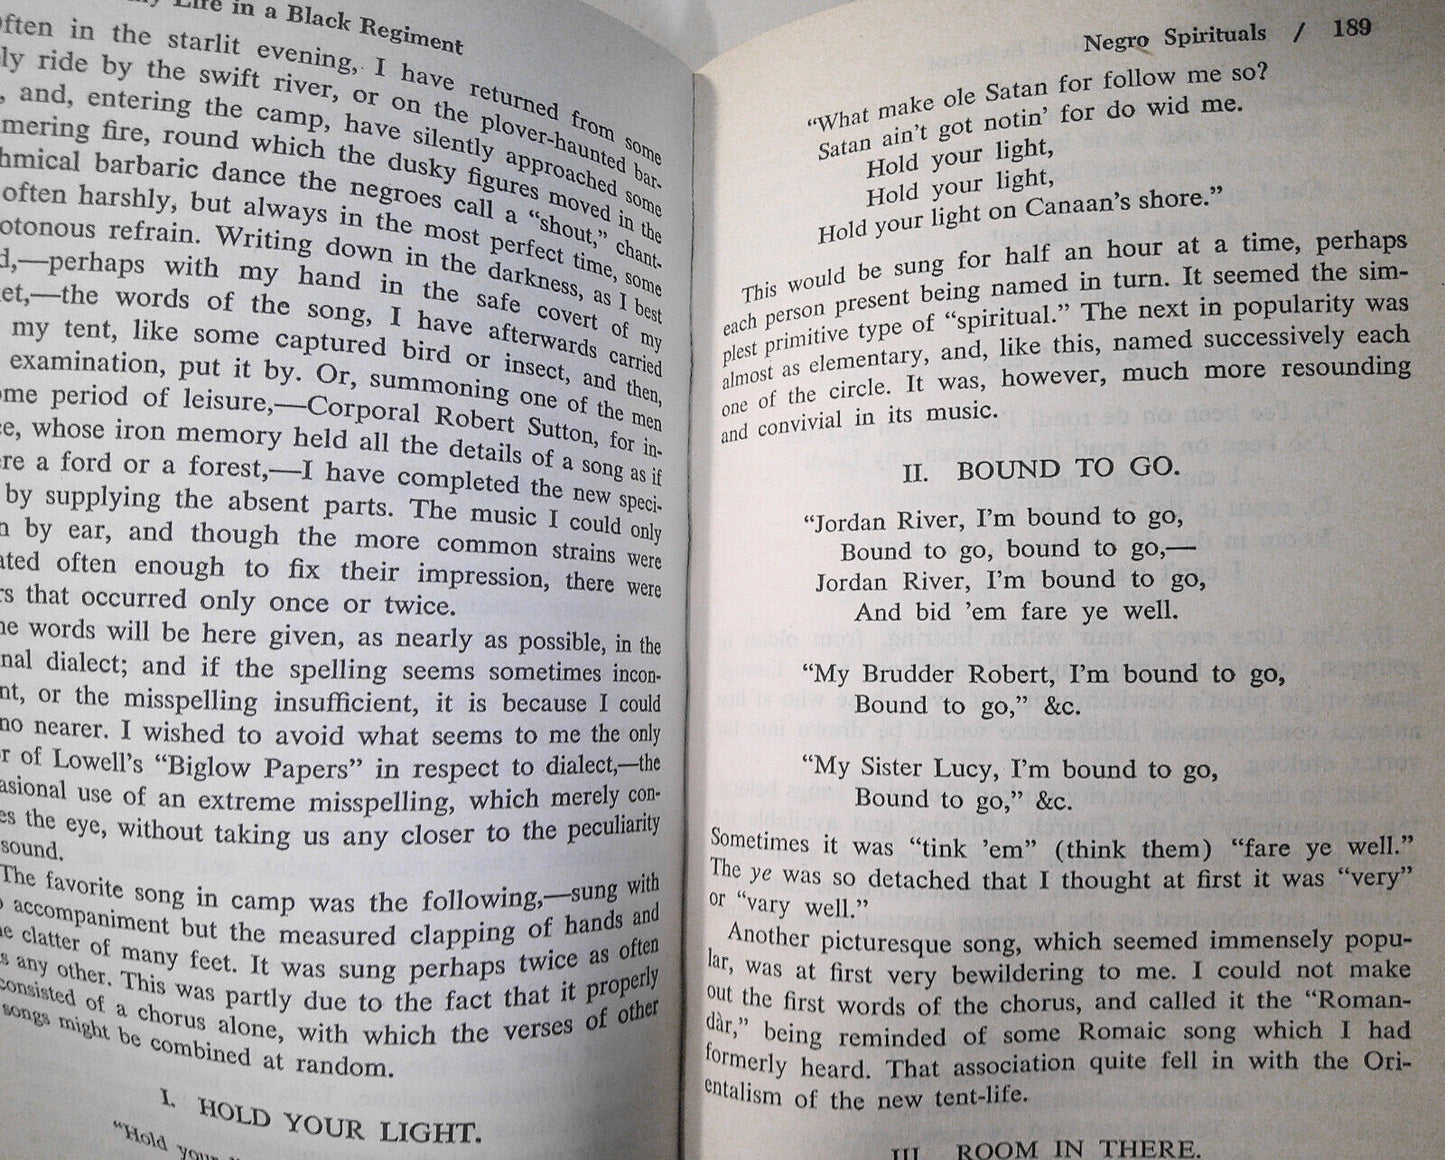 Life in a Black Regiment
often in the starlit evening, I have returned from some
ly ride by the swift river, or on the plover-haunted bar-
, and, entering the camp, have silently approached some
mering fire, round which the dusky figures moved in the
hmical barbaric dance the negroes call a "shout," chant-
often harshly, but always in the most perfect time, some
otonous refrain. Writing down in the darkness, as I best
d,—perhaps with my hand in the safe covert of my
et,—the words of the song, I have afterwards carried
my tent, like some captured bird or insect, and then,
examination, put it by. Or, summoning one of the men
ome period of leisure,—Corporal Robert Sutton, for in-
e, whose iron memory held all the details of a song as if
re a ford or a forest,—I have completed the new speci-
by supplying the absent parts. The music I could only
n by ear, and though the more common strains were
ated often enough to fix their impression, there were
rs that occurred only once or twice.
he words will be here given, as nearly as possible, in the
nal dialect; and if the spelling seems sometimes incon-
nt, or the misspelling insufficient, it is because I could
no nearer. I wished to avoid what seems to me the only
r of Lowell's "Biglow Papers" in respect to dialect,—the
asional use of an extreme misspelling, which merely con-
es the eye, without taking us any closer to the peculiarity
sound.
The favorite song in camp was the following,—sung with
o accompaniment but the measured clapping of hands and
he clatter of many feet. It was sung perhaps twice as often
s any other. This was partly due to the fact that it properly
consisted of a chorus alone, with which the verses of other
songs might be combined at random.
I. HOLD YOUR LIGHT.
"Hold your
Negro Spirituals / 189
"What make ole Satan for follow me so?
Satan ain't got notin' for do wid me.
Hold your light,
Hold your light,
Hold your light on Canaan's shore."
This would be sung for half an hour at a time, perhaps
each person present being named in turn. It seemed the sim-
plest primitive type of "spiritual." The next in popularity was
almost as elementary, and, like this, named successively each
one of the circle. It was, however, much more resounding
and convivial in its music.
II. BOUND TO GO.
"Jordan River, I'm bound to go,
Bound to go, bound to go,—
Jordan River, I'm bound to go,
And bid 'em fare ye well.
"My Brudder Robert, I'm bound to go,
Bound to go," &c.
"My Sister Lucy, I'm bound to go,
Bound to go," &c.
Sometimes it was "tink 'em" (think them) "fare ye well."
The ye was so detached that I thought at first it was "very"
or "vary well."
Another picturesque song, which seemed immensely popu-
lar, was at first very bewildering to me. I could not make
out the first words of the chorus, and called it the "Roman-
dàr," being reminded of some Romaic song which I had
formerly heard. That association quite fell in with the Ori-
entalism of the new tent-life.
III. ROOM IN THERE.